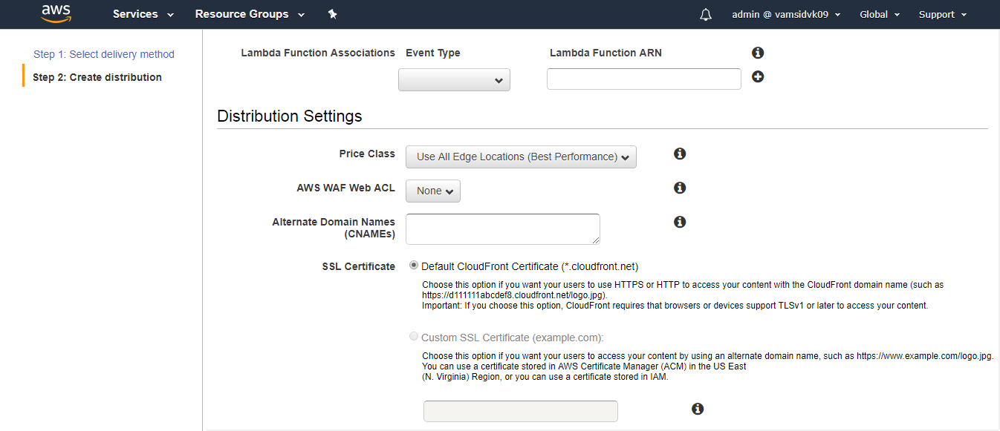 aws
Services
Resource Groups
admin @ vamsidvk09
Global
Support
Step 1: Select delivery method
Step 2: Create distribution
Lambda Function Associations
Event Type
Lambda Function ARN
Distribution Settings
Price Class
Use All Edge Locations (Best Performance)
AWS WAF Web ACL
None
Alternate Domain Names
(CNAMEs)
SSL Certificate
Default CloudFront Certificate (*.cloudfront.net)
Choose this option if you want your users to use HTTPS or HTTP to access your content with the CloudFront domain name (such as
https://d111111abcdef8.cloudfront.net/logo.jpg).
Important: If you choose this option, CloudFront requires that browsers or devices support TLSv1 or later to access your content.
Custom SSL Certificate (example.com):
Choose this option if you want your users to access your content by using an alternate domain name, such as https://www.example.com/logo.jpg.
You can use a certificate stored in AWS Certificate Manager (ACM) in the US East
(N. Virginia) Region, or you can use a certificate stored in IAM.